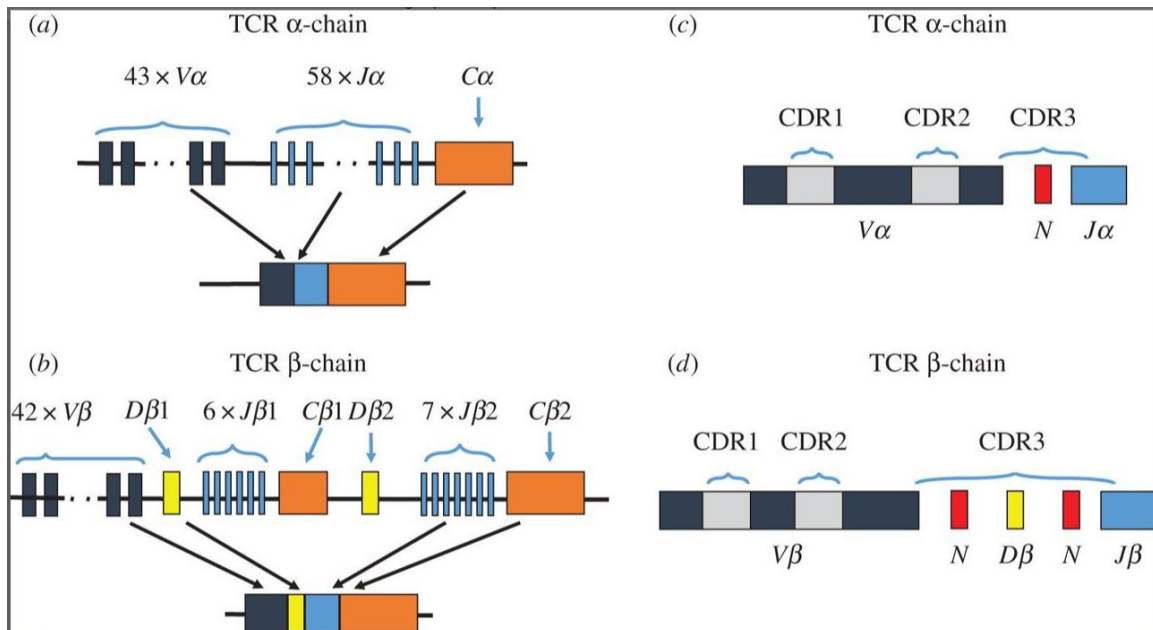 (a) TCR α-chain
43 × Vα 58 × Jα Cα
(b) TCR β-chain
42 × Vβ Dβ1 6 × Jβ1 Cβ1 Dβ2 7 × Jβ2 Cβ2
(c) TCR α-chain
CDR1 CDR2 CDR3
Vα N Jα
(d) TCR β-chain
CDR1 CDR2 CDR3
Vβ N Dβ N Jβ